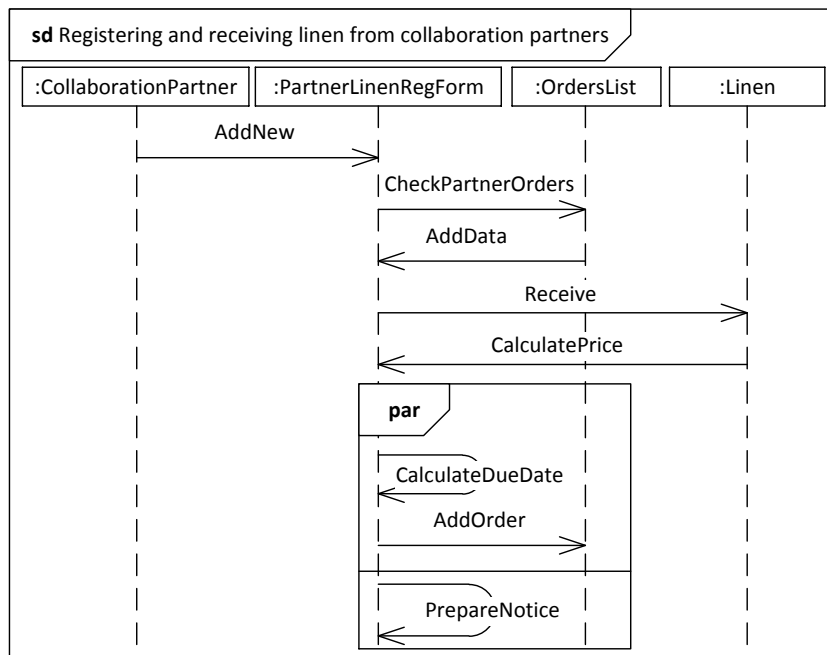 sd Registering and receiving linen from collaboration partners
:CollaborationPartner
:PartnerLinenRegForm
:OrdersList
:Linen
AddNew
CheckPartnerOrders
AddData
Receive
CalculatePrice
par
CalculateDueDate
AddOrder
PrepareNotice